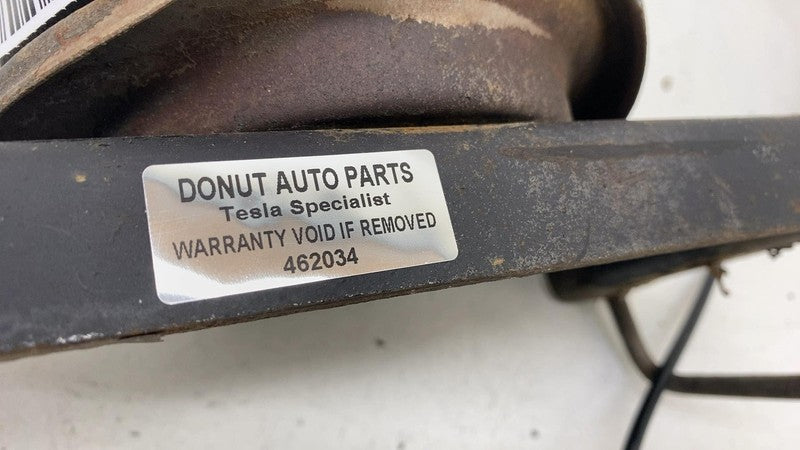 DONUT AUTO PARTS
Tesla Specialist
WARRANTY VOID IF REMOVED
462034